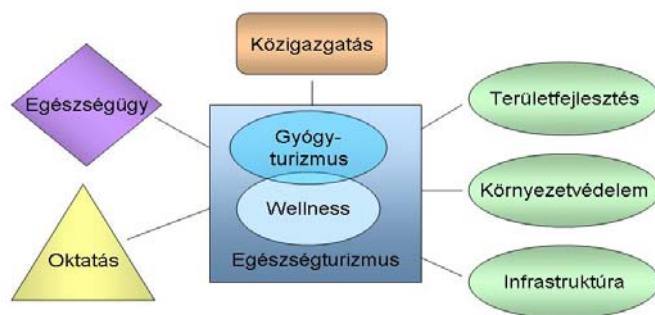 Közigazgatás
Egészségügy
Gyógy-
turizmus
Területfejlesztés
Wellness
Környezetvédelem
Oktatás
Egészségturizmus
Infrastruktúra